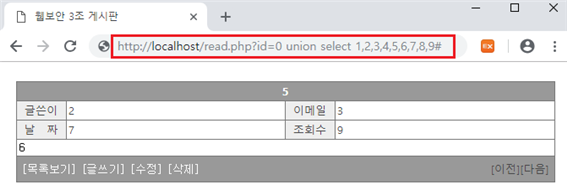 웹보안 3조 게시판
http://localhost/read.php?id=0 union select 1,2,3,4,5,6,7,8,9#
5
글쓴이 2 이메일 3
날 짜 7 조회수 9
6
[목록보기] [글쓰기] [수정] [삭제] [이전][다음]